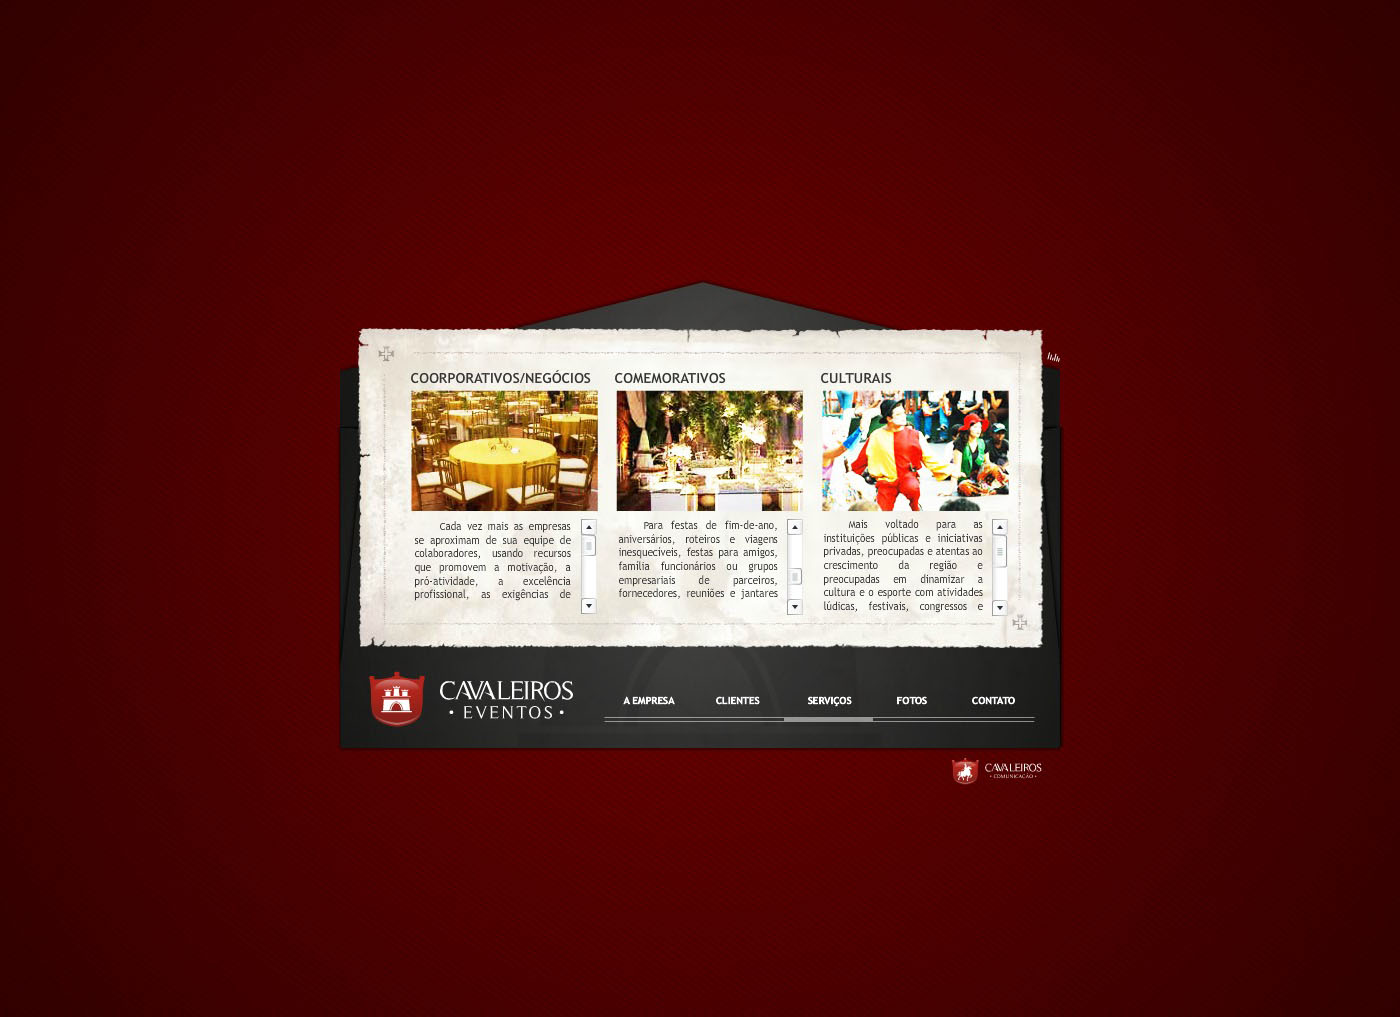 COORPORATIVOS/NEGÓCIOS
Cada vez mais as empresas
se aproximam de sua equipe de
colaboradores, usando recursos
que promovem a motivação, a
pró-atividade, a excelência
profissional, as exigências de
COMEMORATIVOS
Para festas de fim-de-ano,
aniversários, roteiros e viagens
inesquecíveis, festas para amigos,
família funcionários ou grupos
empresariais de parceiros,
fornecedores, reuniões e jantares
CULTURAIS
Mais voltado para as
instituições públicas e iniciativas
privadas, preocupadas e atentas ao
crescimento da região e
preocupadas em dinamizar a
cultura e o esporte com atividades
lúdicas, festivais, congressos e
CAVALEIROS
• EVENTOS •
A EMPRESA CLIENTES SERVIÇOS FOTOS CONTATO
CAVALEIROS
• COMUNICAÇÃO •